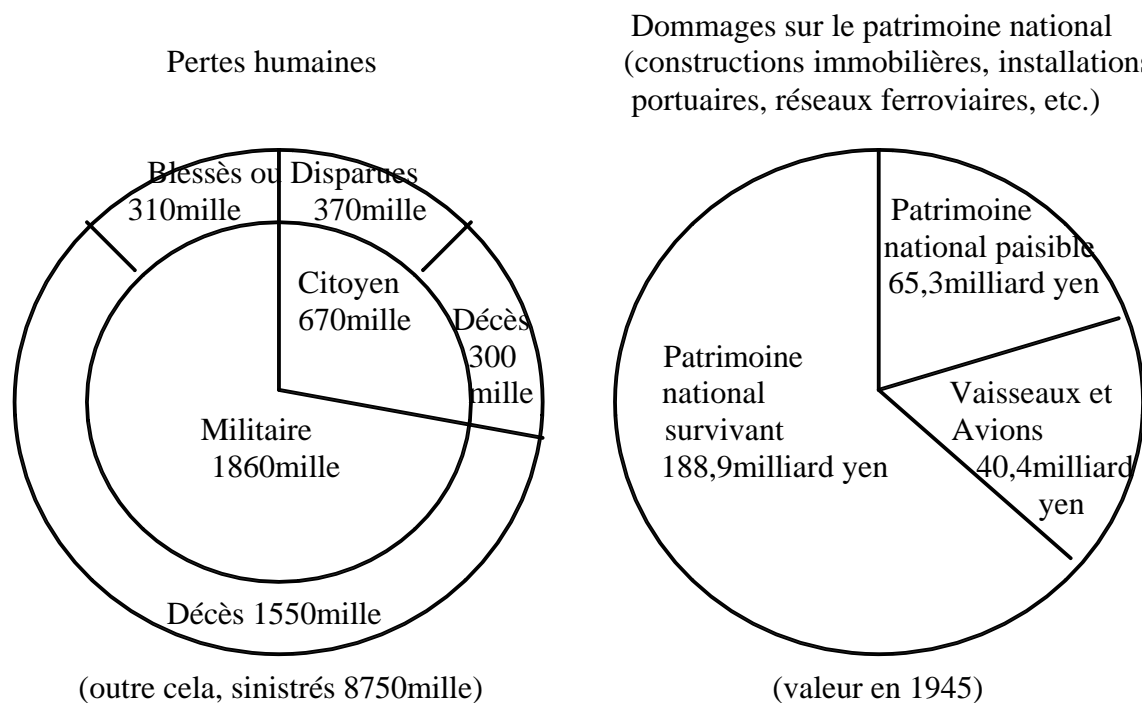 Pertes humaines
Blessès ou Disparues
310mille 370mille
Citoyen
670mille
Décès
300
mille
Militaire
1860mille
Décès 1550mille
(outre cela, sinistrés 8750mille)
Dommages sur le patrimoine national
(constructions immobilières, installations
portuaires, réseaux ferroviaires, etc.)
Patrimoine
national paisible
65,3milliard yen
Patrimoine
national
survivant
188,9milliard yen
Vaisseaux et
Avions
40,4milliard
yen
(valeur en 1945)